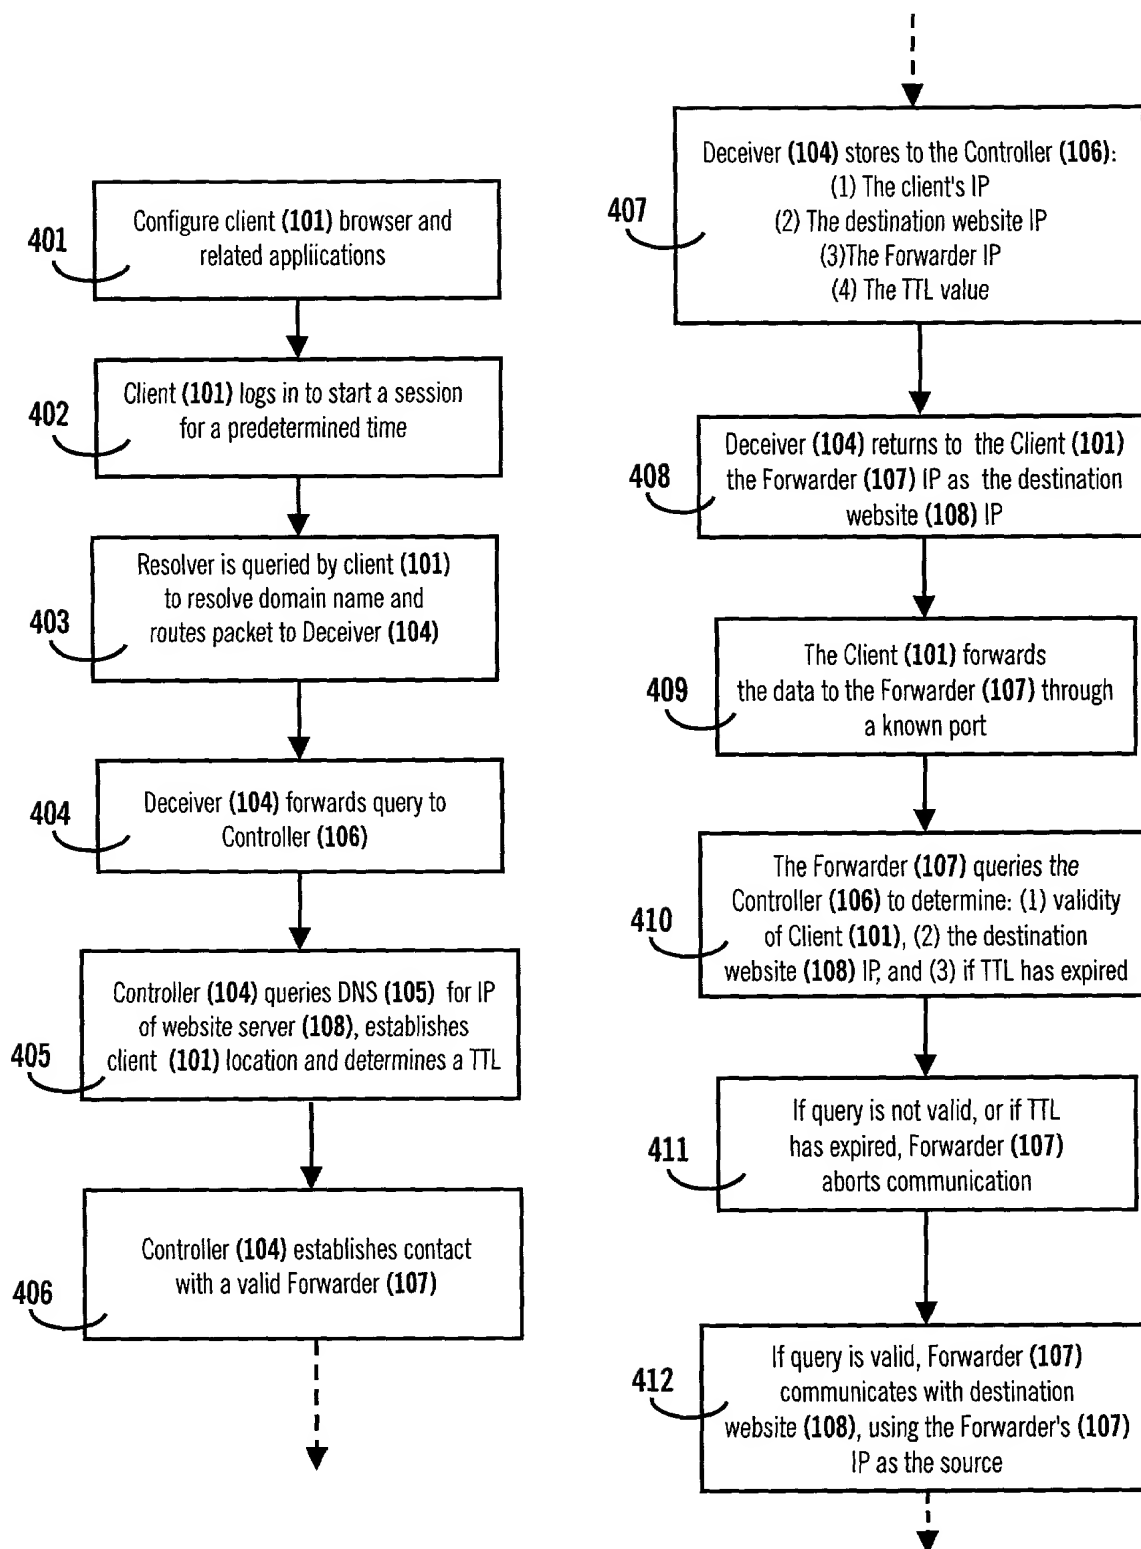 401
Configure client (101) browser and
related appliications
402
Client (101) logs in to start a session
for a predetermined time
403
Resolver is queried by client (101)
to resolve domain name and
routes packet to Deceiver (104)
404
Deceiver (104) forwards query to
Controller (106)
405
Controller (104) queries DNS (105) for IP
of website server (108), establishes
client (101) location and determines a TTL
406
Controller (104) establishes contact
with a valid Forwarder (107)
407
Deceiver (104) stores to the Controller (106):
(1) The client's IP
(2) The destination website IP
(3)The Forwarder IP
(4) The TTL value
408
Deceiver (104) returns to the Client (101)
the Forwarder (107) IP as the destination
website (108) IP
409
The Client (101) forwards
the data to the Forwarder (107) through
a known port
410
The Forwarder (107) queries the
Controller (106) to determine: (1) validity
of Client (101), (2) the destination
website (108) IP, and (3) if TTL has expired
411
If query is not valid, or if TTL
has expired, Forwarder (107)
aborts communication
412
If query is valid, Forwarder (107)
communicates with destination
website (108), using the Forwarder's (107)
IP as the source